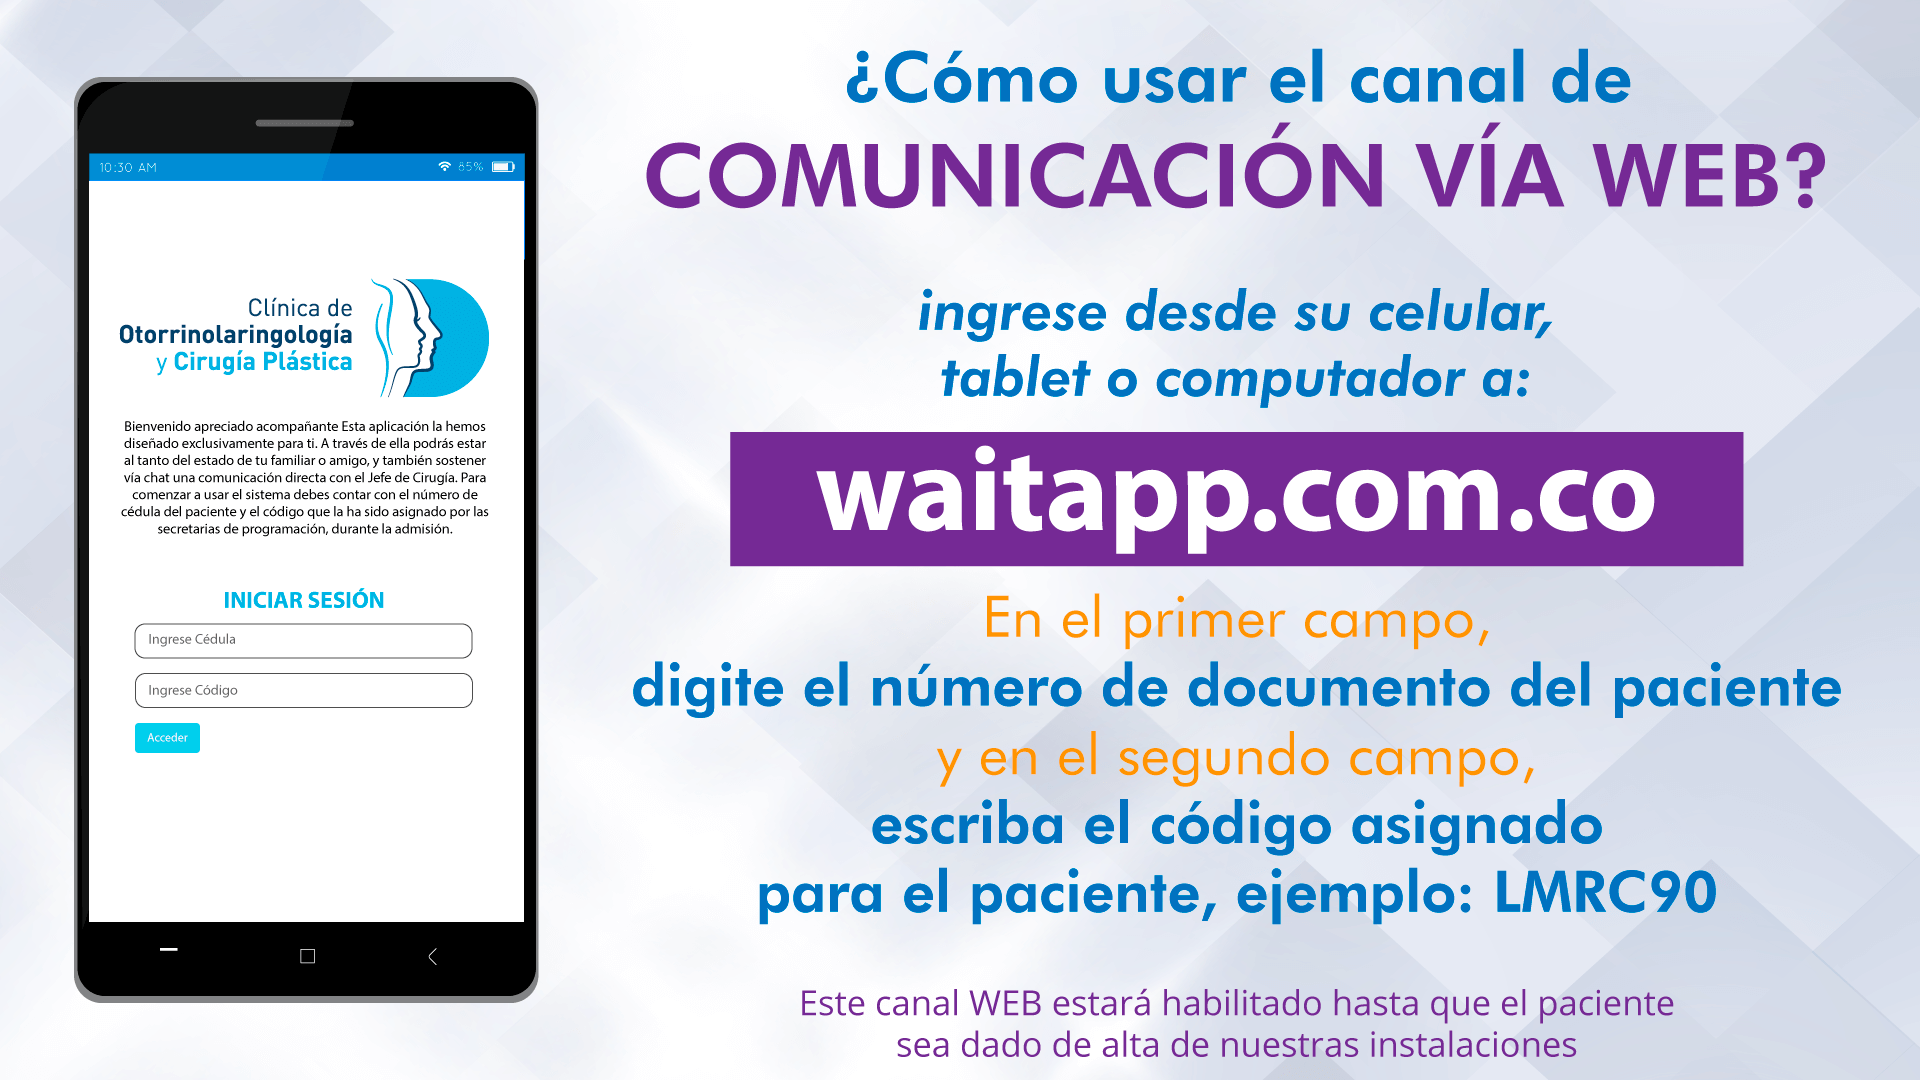 10:30 AM
85%
Clínica de
Otorrinolaringología
y Cirugía Plástica
Bienvenido apreciado acompañante Esta aplicación la hemos
diseñado exclusivamente para ti. A través de ella podrás estar
al tanto del estado de tu familiar o amigo, y también sostener
vía chat una comunicación directa con el Jefe de Cirugía. Para
comenzar a usar el sistema debes contar con el número de
cédula del paciente y el código que la ha sido asignado por las
secretarias de programación, durante la admisión.
INICIAR SESIÓN
Ingrese Cédula
Ingrese Código
Acceder
¿Cómo usar el canal de
COMUNICACIÓN VÍA WEB?
ingrese desde su celular,
tablet o computador a:
waitapp.com.co
En el primer campo,
digite el número de documento del paciente
y en el segundo campo,
escriba el código asignado
para el paciente, ejemplo: LMRC90
Este canal WEB estará habilitado hasta que el paciente
sea dado de alta de nuestras instalaciones